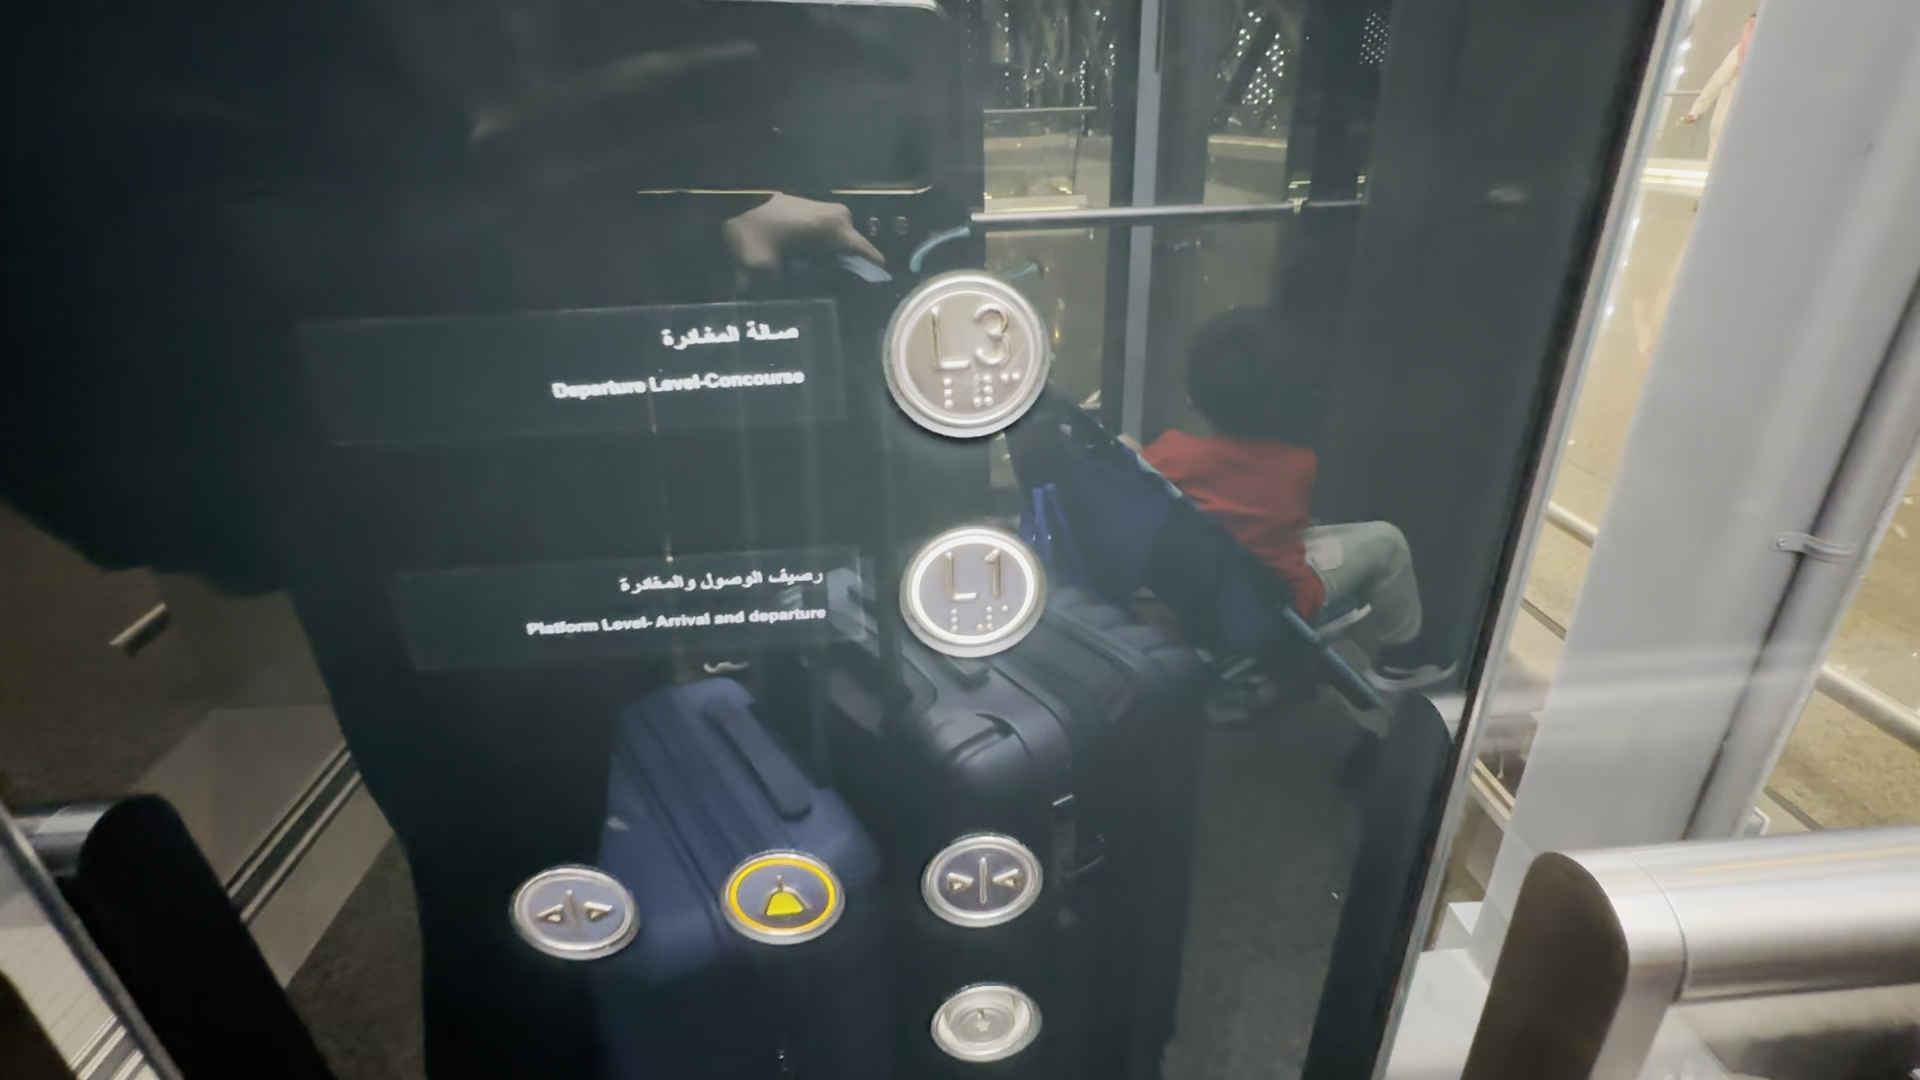 صالة المغادرة
Departure Level-Concourse
L3
رصيف الوصول والمغادرة
Platform Level- Arrival and departure
L1